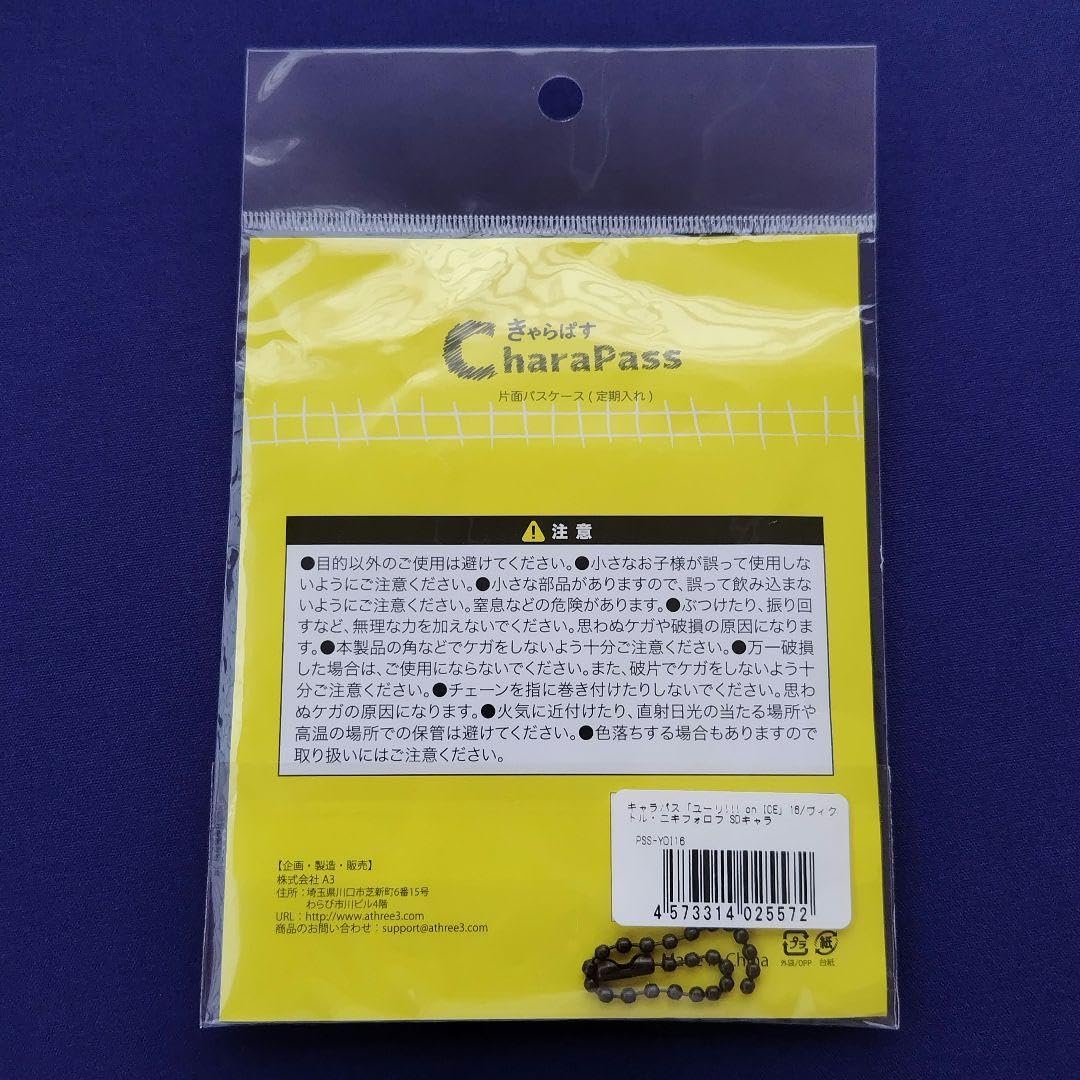 きゃらぱす
CharaPass
片面パスケース(定期入れ)
注意
●目的以外のご使用は避けてください。●小さなお子様が誤って使用しな
いようにご注意ください。●小さな部品がありますので、誤って飲み込まな
いようにご注意ください。窒息などの危険があります。●ぶつけたり、振り回
すなど、無理な力を加えないでください。思わぬケガや破損の原因になりま
す。●本製品の角などでケガをしないよう十分ご注意ください。●万一破損
した場合は、ご使用にならないでください。また、破片でケガをしないよう十
分ご注意ください。●チェーンを指に巻き付けたりしないでください。思わ
ぬケガの原因になります。●火気に近付けたり、直射日光の当たる場所や
高温の場所での保管は避けてください。●色落ちする場合もありますので
取り扱いにはご注意ください。
キャラパス「ユーリ!!! on ICE」16/ヴィク
トル・ニキフォロフ SDキャラ
PSS-YOI16
4 573314 025572
【企画・製造・販売】
株式会社 A3
住所:埼玉県川口市芝新町6番15号
わらび市川ビル4階
URL:http://www.athree3.com
商品のお問い合わせ:support@athree3.com
プラ 紙
外袋/OPP 台紙
China